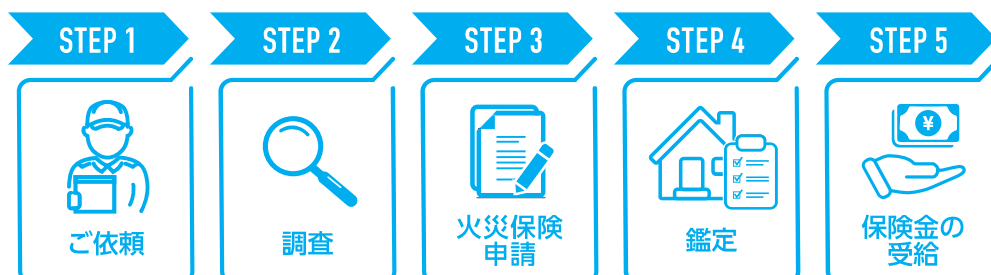 STEP 1
STEP 2
STEP 3
STEP 4
STEP 5
ご依頼
調査
火災保険
申請
鑑定
¥
保険金の
受給